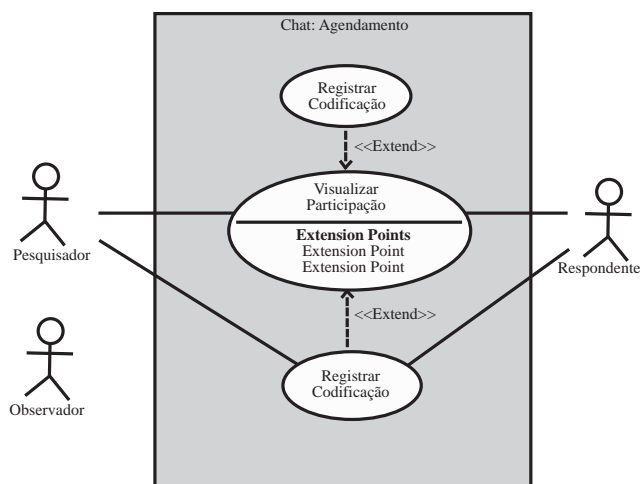 Chat: Agendamento
Registrar
Codificação
<<Extend>>
Visualizar
Participação
Extension Points
Extension Point
Extension Point
Pesquisador
Respondente
<<Extend>>
Registrar
Codificação
Observador